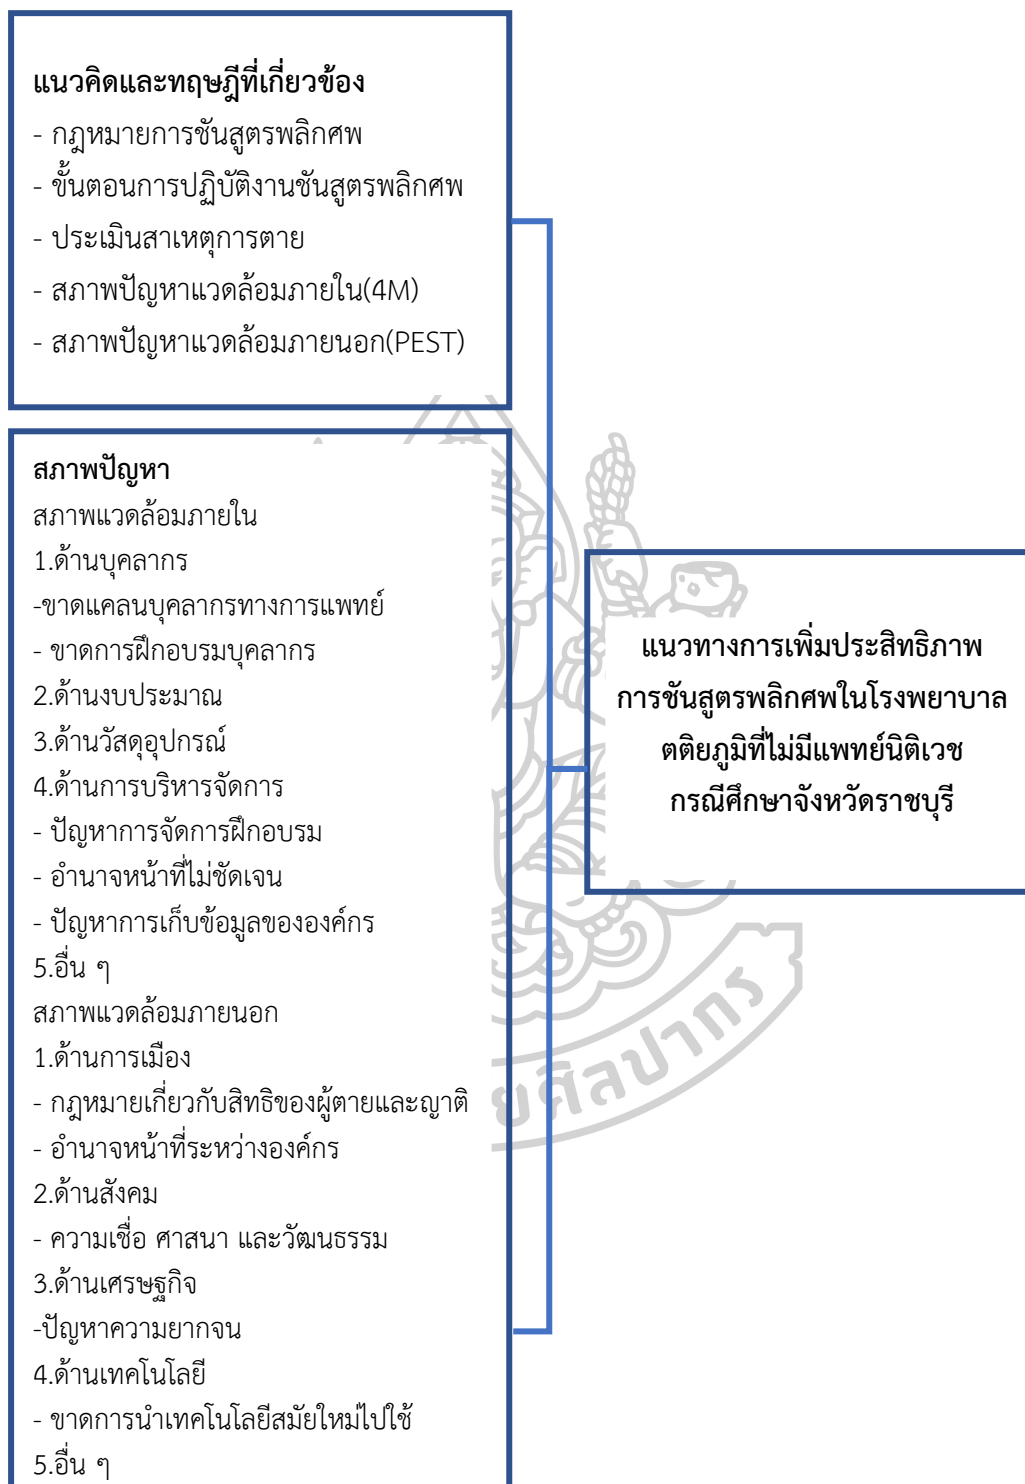 แนวคิดและทฤษฎีที่เกี่ยวข้อง
- กฎหมายการชันสูตรพลิกศพ
- ขั้นตอนการปฏิบัติงานชันสูตรพลิกศพ
- ประเมินสาเหตุการตาย
- สภาพปัญหาแวดล้อมภายใน(4M)
- สภาพปัญหาแวดล้อมภายนอก(PEST)
สภาพปัญหา
สภาพแวดล้อมภายใน
1.ด้านบุคลากร
-ขาดแคลนบุคลากรทางการแพทย์
- ขาดการฝึกอบรมบุคลากร
2.ด้านงบประมาณ
3.ด้านวัสดุอุปกรณ์
4.ด้านการบริหารจัดการ
- ปัญหาการจัดการฝึกอบรม
- อำนาจหน้าที่ไม่ชัดเจน
- ปัญหาการเก็บข้อมูลขององค์กร
5.อื่น ๆ
สภาพแวดล้อมภายนอก
1.ด้านการเมือง
- กฎหมายเกี่ยวกับสิทธิของผู้ตายและญาติ
- อำนาจหน้าที่ระหว่างองค์กร
2.ด้านสังคม
- ความเชื่อ ศาสนา และวัฒนธรรม
3.ด้านเศรษฐกิจ
-ปัญหาความยากจน
4.ด้านเทคโนโลยี
- ขาดการนำเทคโนโลยีสมัยใหม่ไปใช้
5.อื่น ๆ
แนวทางการเพิ่มประสิทธิภาพ
การชันสูตรพลิกศพในโรงพยาบาล
ตติยภูมิที่ไม่มีแพทย์นิติเวช
กรณีศึกษาจังหวัดราชบุรี
ยศิลปากร